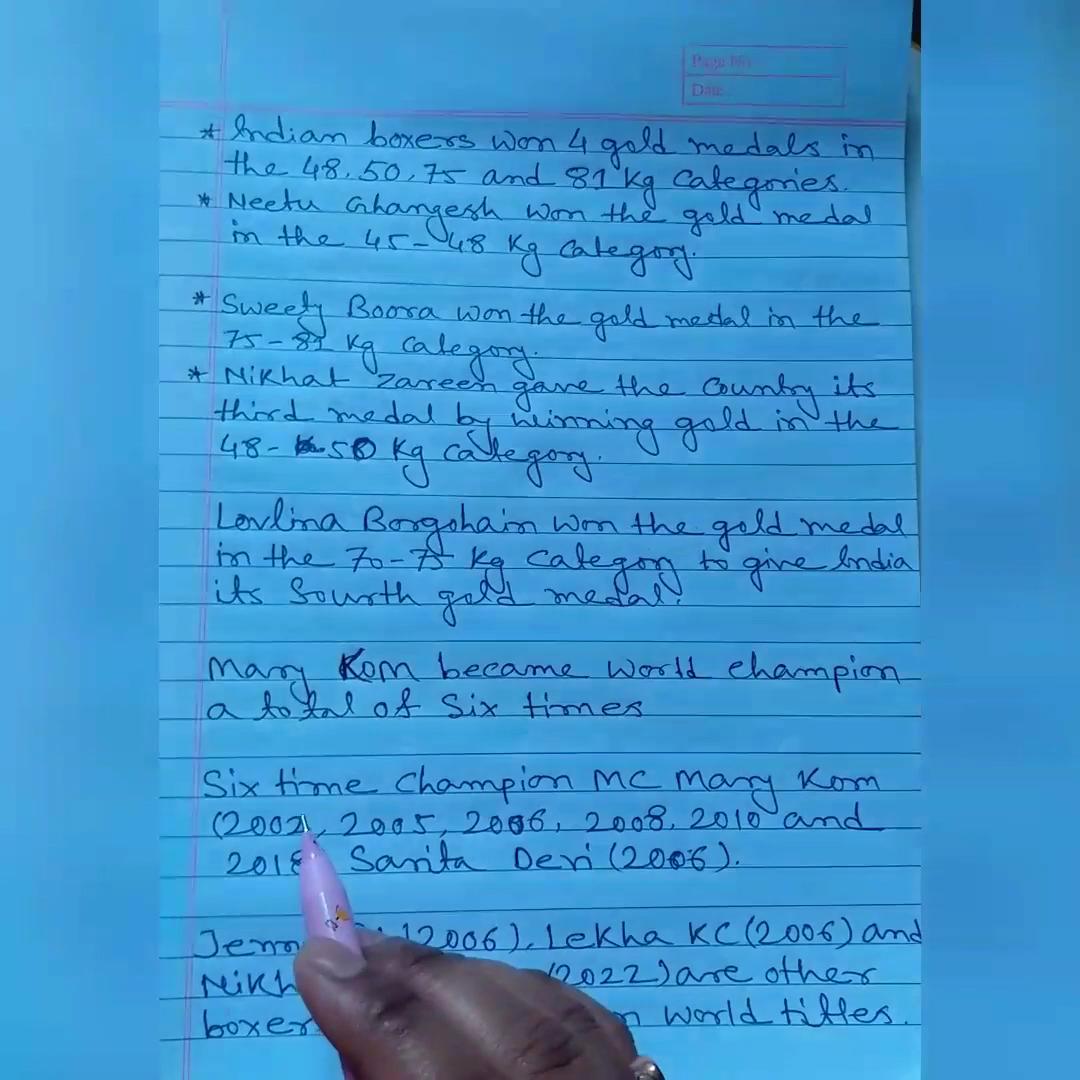 Page No
Date
* Indian boxers won 4 gold medals in
the 48, 50, 75 and 81 kg categories.
* Neetu Ghangesh won the gold medal
in the 45-48 kg category.
* Sweety Boora won the gold medal in the
75-81 kg category.
* Nikhat Zareen gave the country its
third medal by winning gold in the
48-50 kg category.
Lovlina Borgohain won the gold medal
in the 70-75 kg category to give India
its fourth gold medal.
Mary Kom became world champion
a total of Six times
Six time Champion MC Mary Kom
(2002, 2005, 2006, 2008, 2010 and
2018 Sarita Devi (2006).
(2006), Lekha KC (2006) and
(2022) are other
world titles.